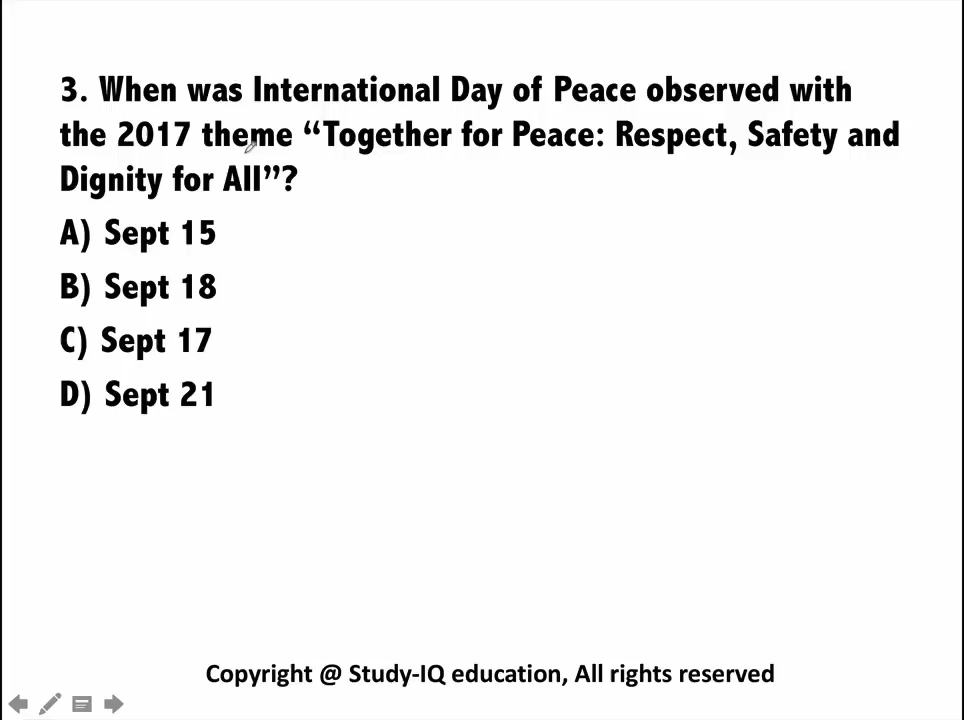 3. When was International Day of Peace observed with
the 2017 theme “Together for Peace: Respect, Safety and
Dignity for All”?
A) Sept 15
B) Sept 18
C) Sept 17
D) Sept 21
Copyright @ Study-IQ education, All rights reserved